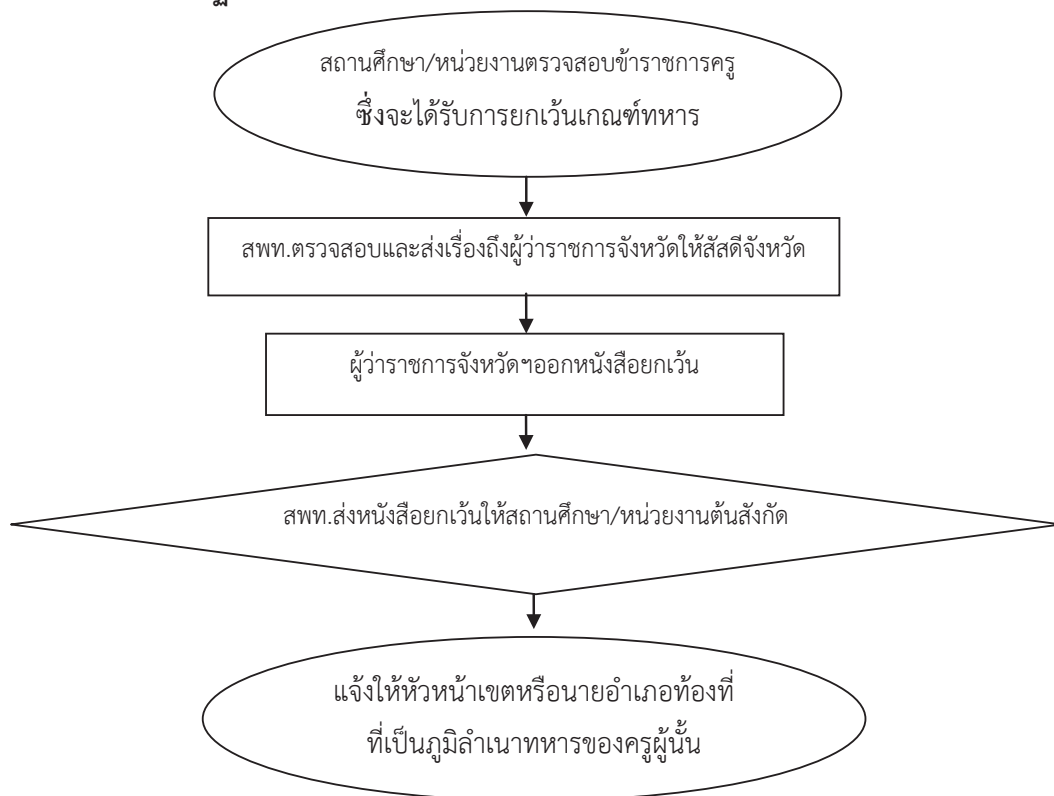 สถานศึกษา/หน่วยงานตรวจสอบข้าราชการครู
ซึ่งจะได้รับการยกเว้นเกณฑ์ทหาร
สพท.ตรวจสอบและส่งเรื่องถึงผู้ว่าราชการจังหวัดให้สัสดีจังหวัด
ผู้ว่าราชการจังหวัดฯออกหนังสือยกเว้น
สพท.ส่งหนังสือยกเว้นให้สถานศึกษา/หน่วยงานต้นสังกัด
แจ้งให้หัวหน้าเขตหรือนายอำเภอท้องที่
ที่เป็นภูมิลำเนาทหารของครูผู้นั้น